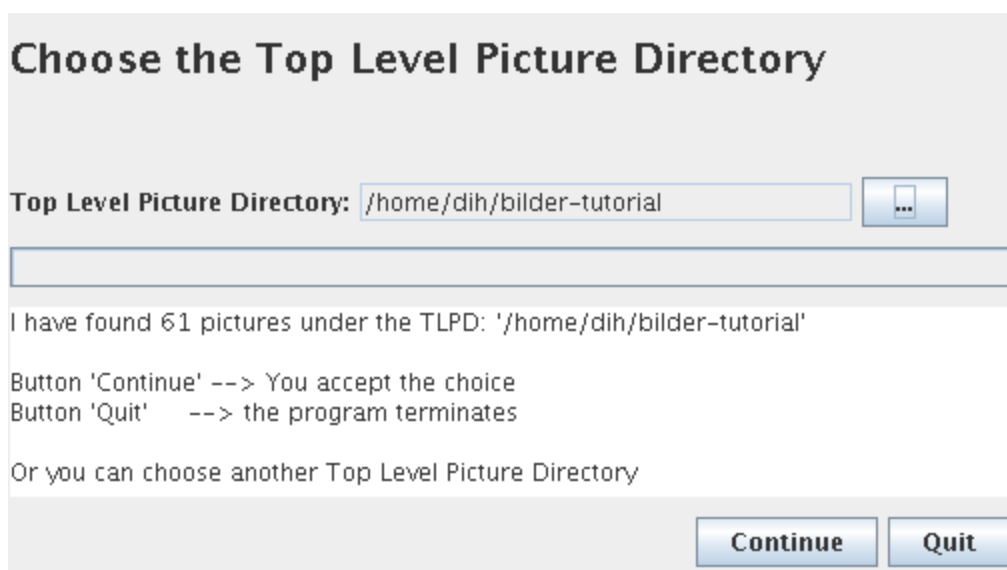 Choose the Top Level Picture Directory
Top Level Picture Directory: /home/dih/bilder-tutorial ...
I have found 61 pictures under the TLPD: '/home/dih/bilder-tutorial'
Button 'Continue' --> You accept the choice
Button 'Quit' --> the program terminates
Or you can choose another Top Level Picture Directory
Continue Quit